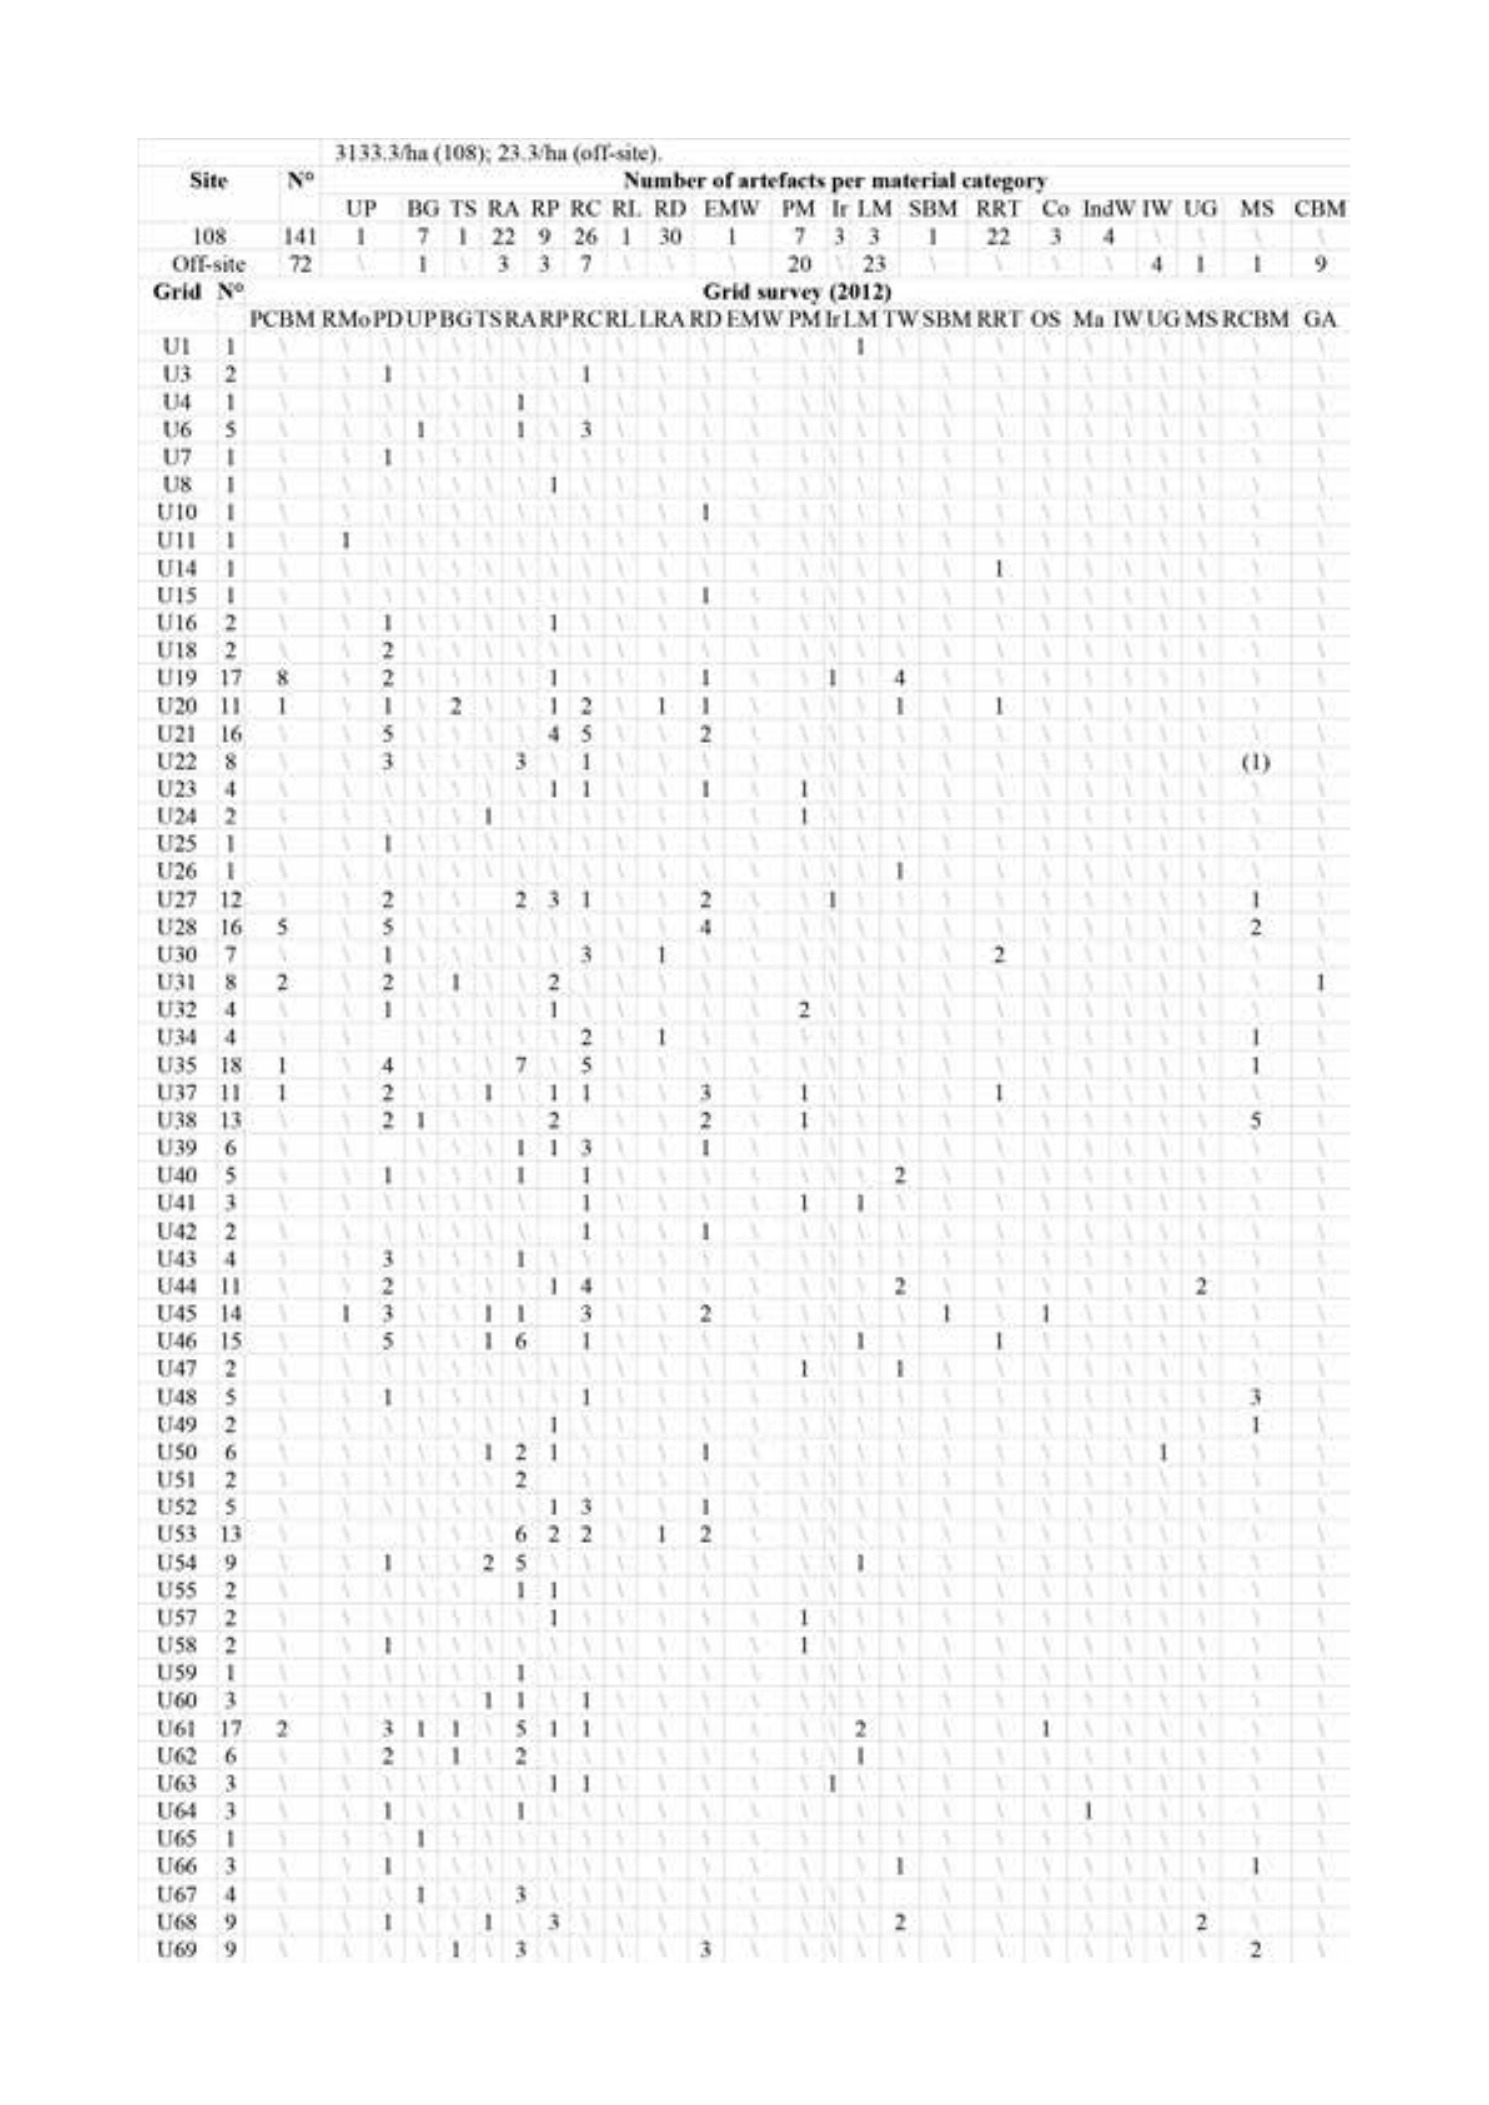 3133.3/ha (108); 23.3/ha (off-site).
Site Nº Number of artefacts per material category
UP BG TS RA RP RC RL RD EMW PM Ir LM SBM RRT Co IndW IW UG MS CBM
108 141 1 7 1 22 9 26 1 30 1 7 3 3 1 22 3 4 \ \ \ \
Off-site 72 \ 1 \ 3 3 7 \ \ \ 20 \ 23 \ \ \ \ 4 1 1 9
Grid Nº Grid survey (2012)
PCBM RMo PD UP BG TS RA RP RC RL LRA RD EMW PM Ir LM TW SBM RRT OS Ma IW UG MS RCBM GA
U1 1 \ \ \ \ \ \ \ \ \ \ \ \ \ \ \ 1 \ \ \ \ \ \ \ \ \ \
U3 2 \ \ 1 \ \ \ \ \ 1 \ \ \ \ \ \ \ \ \ \ \ \ \ \ \ \ \
U4 1 \ \ \ \ \ \ 1 \ \ \ \ \ \ \ \ \ \ \ \ \ \ \ \ \ \ \
U6 5 \ \ \ 1 \ \ 1 \ 3 \ \ \ \ \ \ \ \ \ \ \ \ \ \ \ \ \
U7 1 \ \ 1 \ \ \ \ \ \ \ \ \ \ \ \ \ \ \ \ \ \ \ \ \ \ \
U8 1 \ \ \ \ \ \ \ 1 \ \ \ \ \ \ \ \ \ \ \ \ \ \ \ \ \ \
U10 1 \ \ \ \ \ \ \ \ \ \ \ 1 \ \ \ \ \ \ \ \ \ \ \ \ \ \
U11 1 \ 1 \ \ \ \ \ \ \ \ \ \ \ \ \ \ \ \ \ \ \ \ \ \ \ \
U14 1 \ \ \ \ \ \ \ \ \ \ \ \ \ \ \ \ \ \ 1 \ \ \ \ \ \ \
U15 1 \ \ \ \ \ \ \ \ \ \ \ 1 \ \ \ \ \ \ \ \ \ \ \ \ \ \
U16 2 \ \ 1 \ \ \ \ 1 \ \ \ \ \ \ \ \ \ \ \ \ \ \ \ \ \ \
U18 2 \ \ 2 \ \ \ \ \ \ \ \ \ \ \ \ \ \ \ \ \ \ \ \ \ \ \
U19 17 8 \ 2 \ \ \ \ 1 \ \ \ 1 \ \ 1 \ 4 \ \ \ \ \ \ \ \ \
U20 11 1 \ 1 \ 2 \ \ 1 2 \ 1 1 \ \ \ \ 1 \ 1 \ \ \ \ \ \ \
U21 16 \ \ 5 \ \ \ \ 4 5 \ \ 2 \ \ \ \ \ \ \ \ \ \ \ \ \ \
U22 8 \ \ 3 \ \ \ 3 \ 1 \ \ \ \ \ \ \ \ \ \ \ \ \ \ \ (1) \
U23 4 \ \ \ \ \ \ \ 1 1 \ \ 1 \ 1 \ \ \ \ \ \ \ \ \ \ \ \
U24 2 \ \ \ \ \ 1 \ \ \ \ \ \ \ 1 \ \ \ \ \ \ \ \ \ \ \ \
U25 1 \ \ 1 \ \ \ \ \ \ \ \ \ \ \ \ \ \ \ \ \ \ \ \ \ \ \
U26 1 \ \ \ \ \ \ \ \ \ \ \ \ \ \ \ \ 1 \ \ \ \ \ \ \ \ \
U27 12 \ \ 2 \ \ \ 2 3 1 \ \ 2 \ \ 1 \ \ \ \ \ \ \ \ \ 1 \
U28 16 5 \ 5 \ \ \ \ \ \ \ \ 4 \ \ \ \ \ \ \ \ \ \ \ \ 2 \
U30 7 \ \ 1 \ \ \ \ \ 3 \ 1 \ \ \ \ \ \ \ 2 \ \ \ \ \ \ \
U31 8 2 \ 2 \ 1 \ \ 2 \ \ \ \ \ \ \ \ \ \ \ \ \ \ \ \ \ 1
U32 4 \ \ 1 \ \ \ \ 1 \ \ \ \ \ 2 \ \ \ \ \ \ \ \ \ \ \ \
U34 4 \ \ \ \ \ \ \ \ 2 \ 1 \ \ \ \ \ \ \ \ \ \ \ \ \ 1 \
U35 18 1 \ 4 \ \ \ 7 \ 5 \ \ \ \ \ \ \ \ \ \ \ \ \ \ \ 1 \
U37 11 1 \ 2 \ \ 1 \ 1 1 \ \ 3 \ 1 \ \ \ \ 1 \ \ \ \ \ \ \
U38 13 \ \ 2 1 \ \ \ 2 \ \ \ 2 \ 1 \ \ \ \ \ \ \ \ \ \ 5 \
U39 6 \ \ \ \ \ \ 1 1 3 \ \ 1 \ \ \ \ \ \ \ \ \ \ \ \ \ \
U40 5 \ \ 1 \ \ \ 1 \ 1 \ \ \ \ \ \ \ 2 \ \ \ \ \ \ \ \ \
U41 3 \ \ \ \ \ \ \ \ 1 \ \ \ \ 1 \ 1 \ \ \ \ \ \ \ \ \ \
U42 2 \ \ \ \ \ \ \ \ 1 \ \ 1 \ \ \ \ \ \ \ \ \ \ \ \ \ \
U43 4 \ \ 3 \ \ \ 1 \ \ \ \ \ \ \ \ \ \ \ \ \ \ \ \ \ \ \
U44 11 \ \ 2 \ \ \ \ 1 4 \ \ \ \ \ \ \ 2 \ \ \ \ \ \ 2 \ \
U45 14 \ 1 3 \ \ 1 1 \ 3 \ \ 2 \ \ \ \ \ 1 \ 1 \ \ \ \ \ \
U46 15 \ \ 5 \ \ 1 6 \ 1 \ \ \ \ \ \ 1 \ \ 1 \ \ \ \ \ \ \
U47 2 \ \ \ \ \ \ \ \ \ \ \ \ \ 1 \ \ 1 \ \ \ \ \ \ \ \ \
U48 5 \ \ 1 \ \ \ \ \ 1 \ \ \ \ \ \ \ \ \ \ \ \ \ \ \ 3 \
U49 2 \ \ \ \ \ \ \ 1 \ \ \ \ \ \ \ \ \ \ \ \ \ \ \ \ 1 \
U50 6 \ \ \ \ \ 1 2 1 \ \ \ 1 \ \ \ \ \ \ \ \ \ \ 1 \ \ \
U51 2 \ \ \ \ \ \ 2 \ \ \ \ \ \ \ \ \ \ \ \ \ \ \ \ \ \ \
U52 5 \ \ \ \ \ \ \ 1 3 \ \ 1 \ \ \ \ \ \ \ \ \ \ \ \ \ \
U53 13 \ \ \ \ \ \ 6 2 2 \ 1 2 \ \ \ \ \ \ \ \ \ \ \ \ \ \
U54 9 \ \ 1 \ \ 2 5 \ \ \ \ \ \ \ \ 1 \ \ \ \ \ \ \ \ \ \
U55 2 \ \ \ \ \ \ 1 1 \ \ \ \ \ \ \ \ \ \ \ \ \ \ \ \ \ \
U57 2 \ \ \ \ \ \ \ 1 \ \ \ \ \ 1 \ \ \ \ \ \ \ \ \ \ \ \
U58 2 \ \ 1 \ \ \ \ \ \ \ \ \ \ 1 \ \ \ \ \ \ \ \ \ \ \ \
U59 1 \ \ \ \ \ \ 1 \ \ \ \ \ \ \ \ \ \ \ \ \ \ \ \ \ \ \
U60 3 \ \ \ \ \ 1 1 \ 1 \ \ \ \ \ \ \ \ \ \ \ \ \ \ \ \ \
U61 17 2 \ 3 1 1 \ 5 1 1 \ \ \ \ \ \ 2 \ \ \ 1 \ \ \ \ \ \
U62 6 \ \ 2 \ 1 \ 2 \ \ \ \ \ \ \ \ 1 \ \ \ \ \ \ \ \ \ \
U63 3 \ \ \ \ \ \ \ 1 1 \ \ \ \ \ 1 \ \ \ \ \ \ \ \ \ \ \
U64 3 \ \ 1 \ \ \ 1 \ \ \ \ \ \ \ \ \ \ \ \ \ 1 \ \ \ \ \
U65 1 \ \ \ 1 \ \ \ \ \ \ \ \ \ \ \ \ \ \ \ \ \ \ \ \ \ \
U66 3 \ \ 1 \ \ \ \ \ \ \ \ \ \ \ \ \ 1 \ \ \ \ \ \ \ 1 \
U67 4 \ \ \ 1 \ \ 3 \ \ \ \ \ \ \ \ \ \ \ \ \ \ \ \ \ \ \
U68 9 \ \ 1 \ \ 1 \ 3 \ \ \ \ \ \ \ \ 2 \ \ \ \ \ \ 2 \ \
U69 9 \ \ \ \ 1 \ 3 \ \ \ \ 3 \ \ \ \ \ \ \ \ \ \ \ \ 2 \